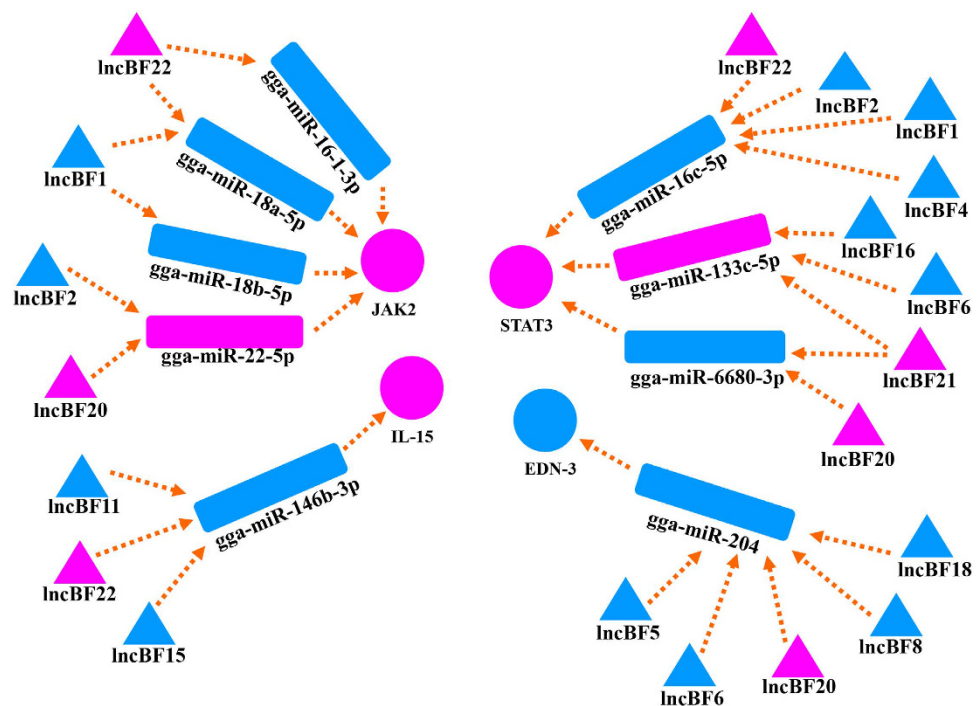 lncBF22
gga-miR-16-1-3p
lncBF1
gga-miR-18a-5p
gga-miR-18b-5p
JAK2
lncBF2
gga-miR-22-5p
lncBF20
IL-15
lncBF11
gga-miR-146b-3p
lncBF22
lncBF15
lncBF22
lncBF2
lncBF1
gga-miR-16c-5p
lncBF4
lncBF16
gga-miR-133c-5p
lncBF6
STAT3
gga-miR-6680-3p
lncBF21
lncBF20
EDN-3
gga-miR-204
lncBF18
lncBF5
lncBF8
lncBF6
lncBF20